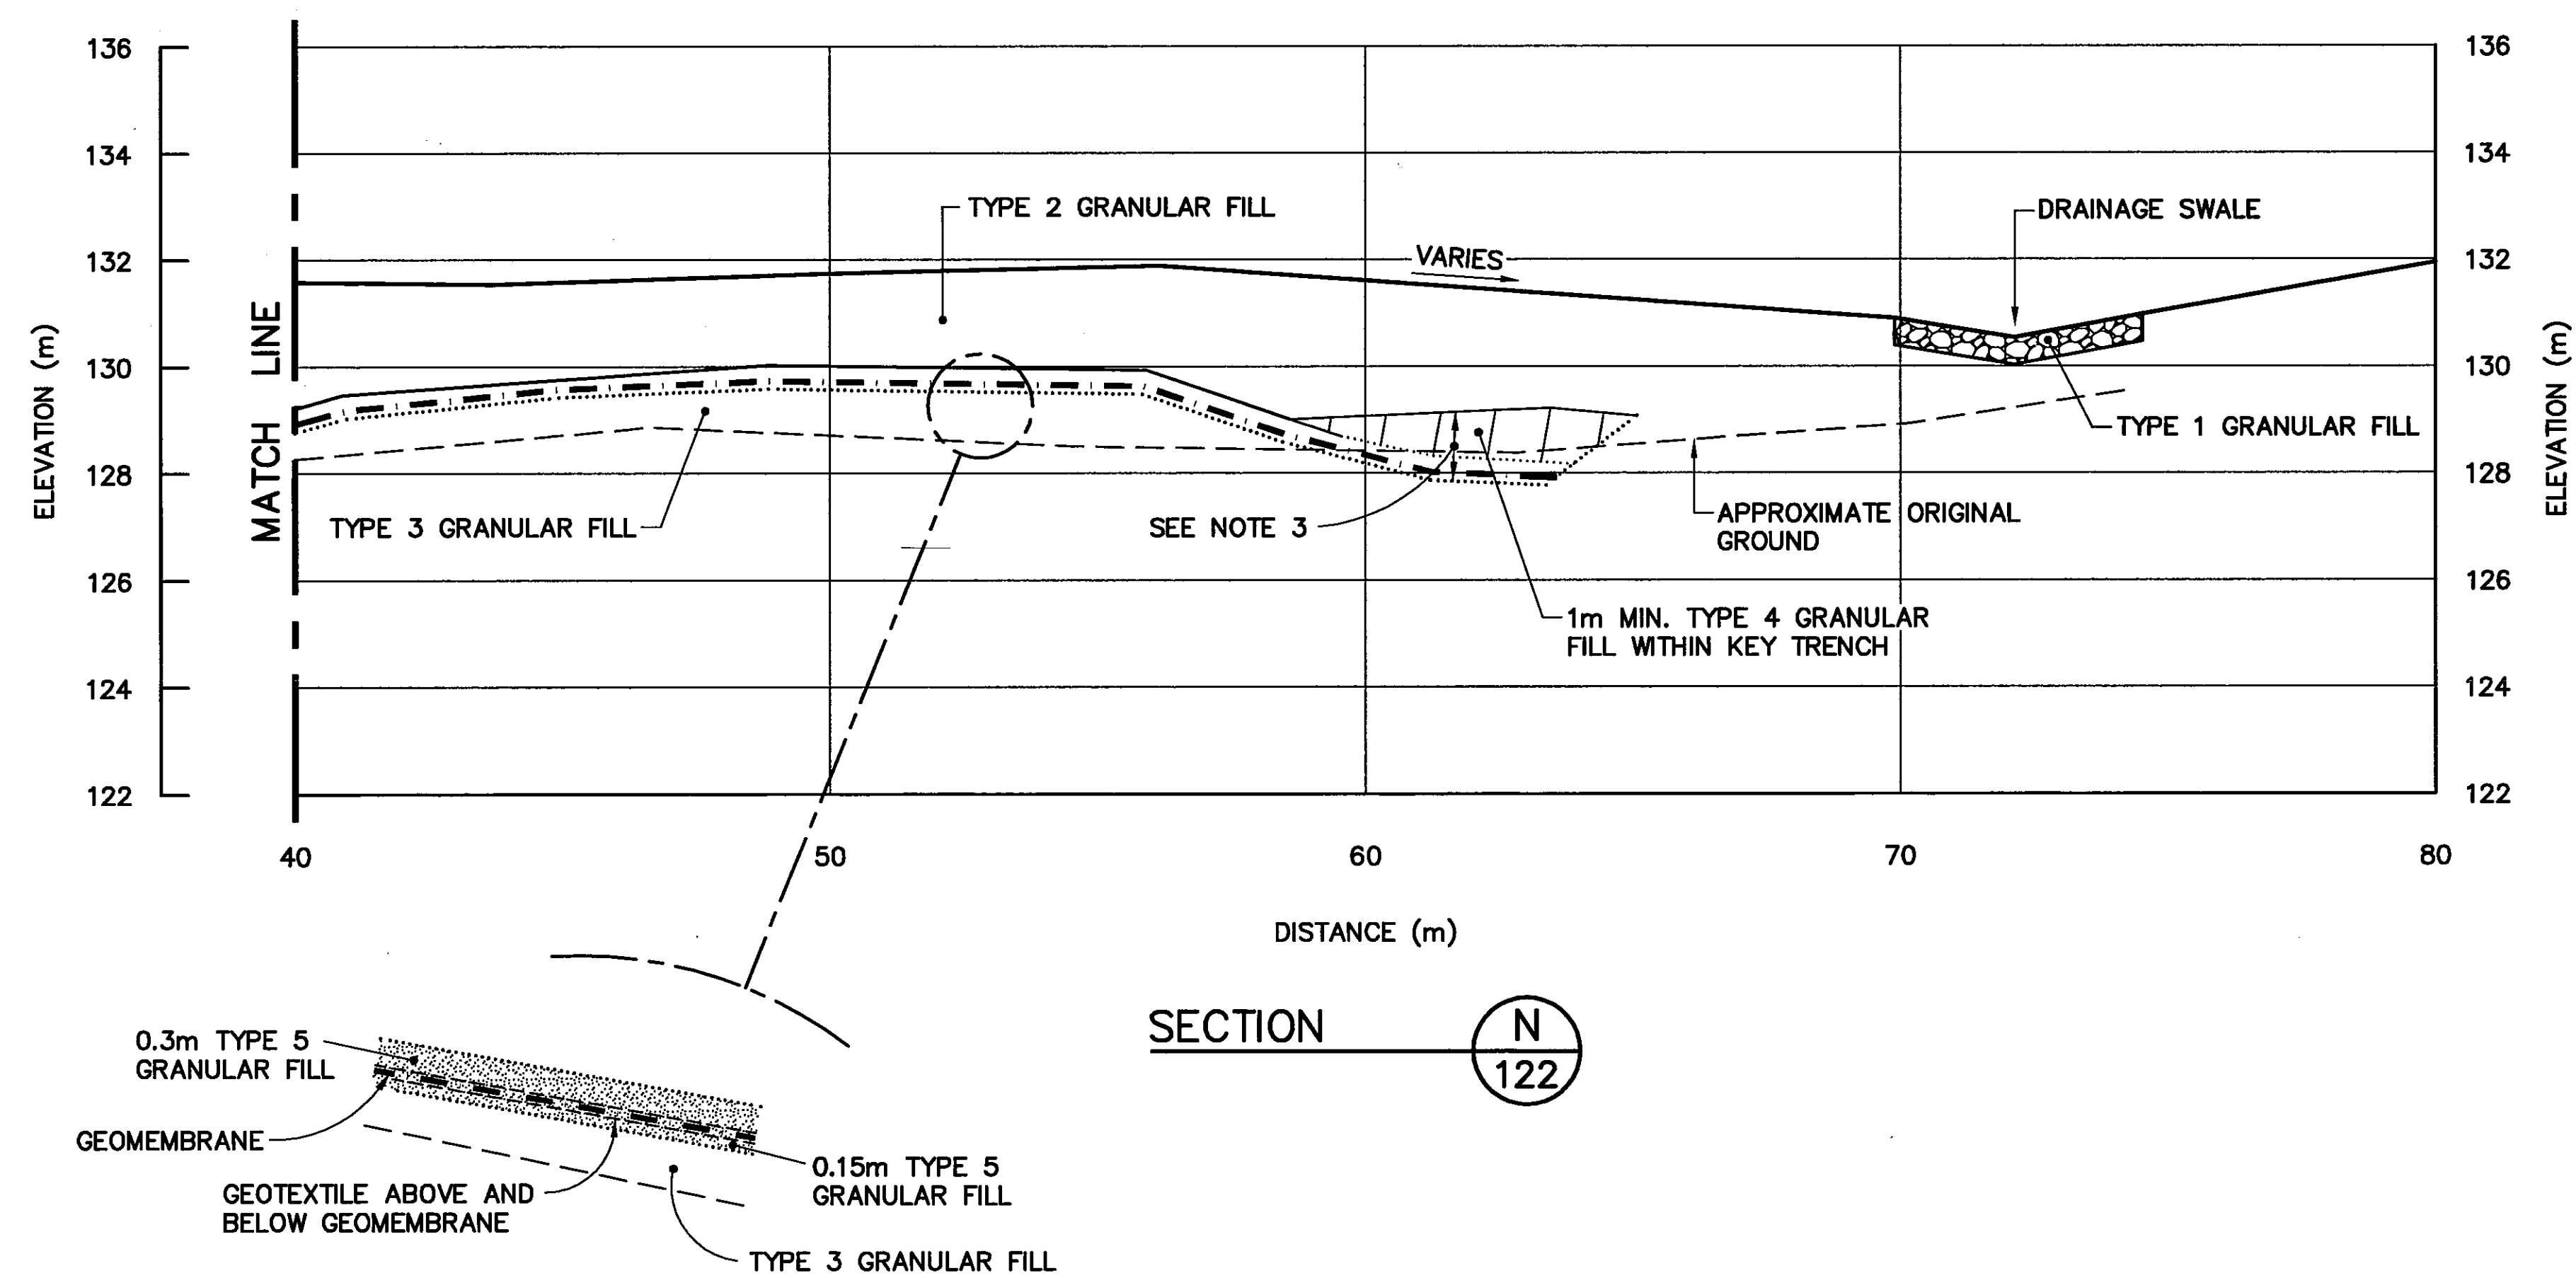 136
136
134
134
TYPE 2 GRANULAR FILL
DRAINAGE SWALE
132
VARIES
132
130
130
ELEVATION (m)
MATCH LINE
ELEVATION (m)
TYPE 1 GRANULAR FILL
128
128
TYPE 3 GRANULAR FILL
SEE NOTE 3
APPROXIMATE ORIGINAL
GROUND
126
126
1m MIN. TYPE 4 GRANULAR
FILL WITHIN KEY TRENCH
124
124
122
122
40
50
60
70
80
DISTANCE (m)
SECTION
N
122
0.3m TYPE 5
GRANULAR FILL
GEOMEMBRANE
0.15m TYPE 5
GRANULAR FILL
GEOTEXTILE ABOVE AND
BELOW GEOMEMBRANE
TYPE 3 GRANULAR FILL